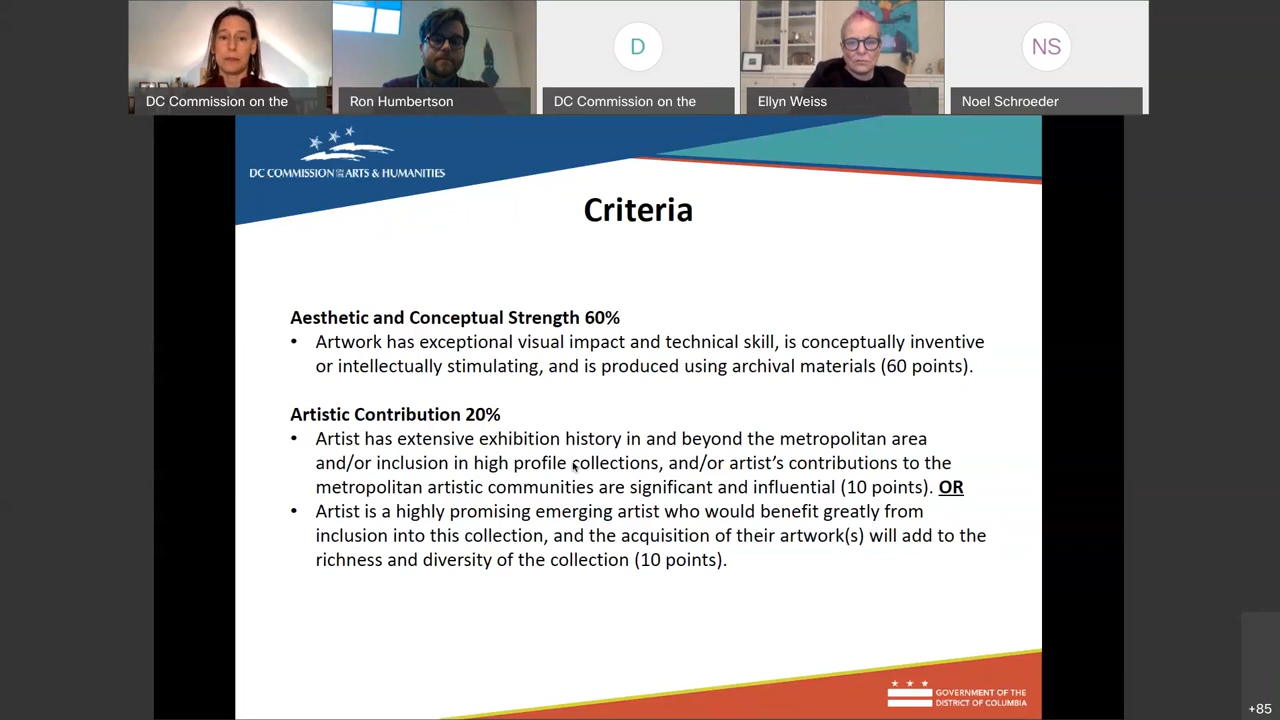 DC Commission on the
Ron Humbertson
D
DC Commission on the
Ellyn Weiss
NS
Noel Schroeder
DC COMMISSION ON THE ARTS & HUMANITIES
Criteria
Aesthetic and Conceptual Strength 60%
• Artwork has exceptional visual impact and technical skill, is conceptually inventive
or intellectually stimulating, and is produced using archival materials (60 points).
Artistic Contribution 20%
• Artist has extensive exhibition history in and beyond the metropolitan area
and/or inclusion in high profile collections, and/or artist’s contributions to the
metropolitan artistic communities are significant and influential (10 points). OR
• Artist is a highly promising emerging artist who would benefit greatly from
inclusion into this collection, and the acquisition of their artwork(s) will add to the
richness and diversity of the collection (10 points).
GOVERNMENT OF THE
DISTRICT OF COLUMBIA
+85